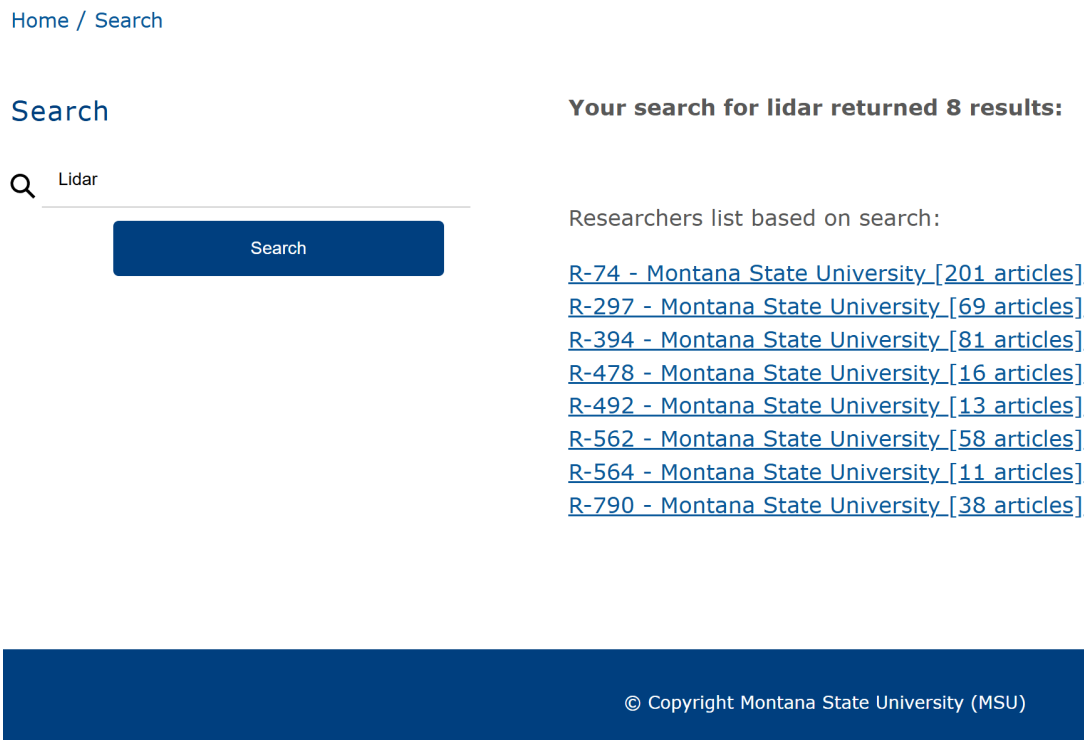 Home / Search
Search
Lidar
Search
Your search for lidar returned 8 results:
Researchers list based on search:
R-74 - Montana State University [201 articles]
R-297 - Montana State University [69 articles]
R-394 - Montana State University [81 articles]
R-478 - Montana State University [16 articles]
R-492 - Montana State University [13 articles]
R-562 - Montana State University [58 articles]
R-564 - Montana State University [11 articles]
R-790 - Montana State University [38 articles]
© Copyright Montana State University (MSU)